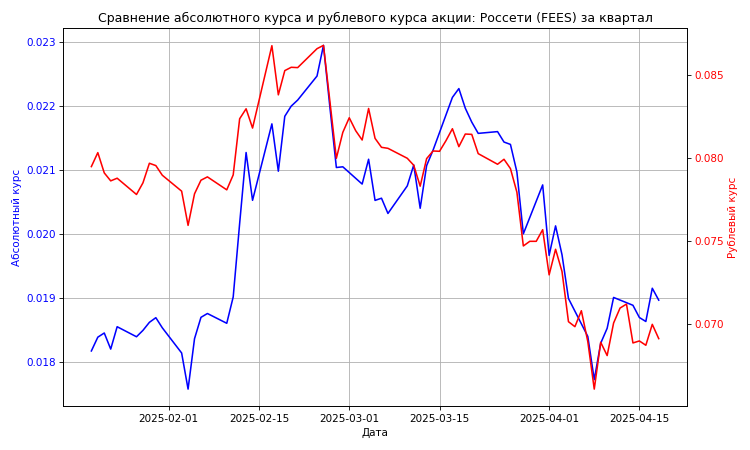 Сравнение абсолютного курса и рублевого курса акции: Россети (FEES) за квартал
0.023
0.022
0.021
0.020
0.019
0.018
Абсолютный курс
0.085
0.080
0.075
0.070
Рублевый курс
2025-02-01 2025-02-15 2025-03-01 2025-03-15 2025-04-01 2025-04-15
Дата